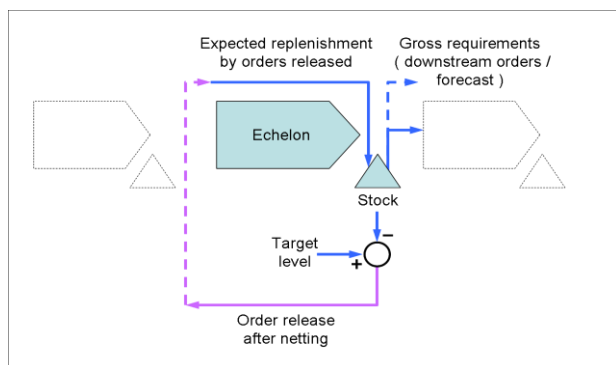 Expected replenishment
by orders released
Gross requirements
( downstream orders /
forecast )
Echelon
Stock
−
Target
level
+
Order release
after netting